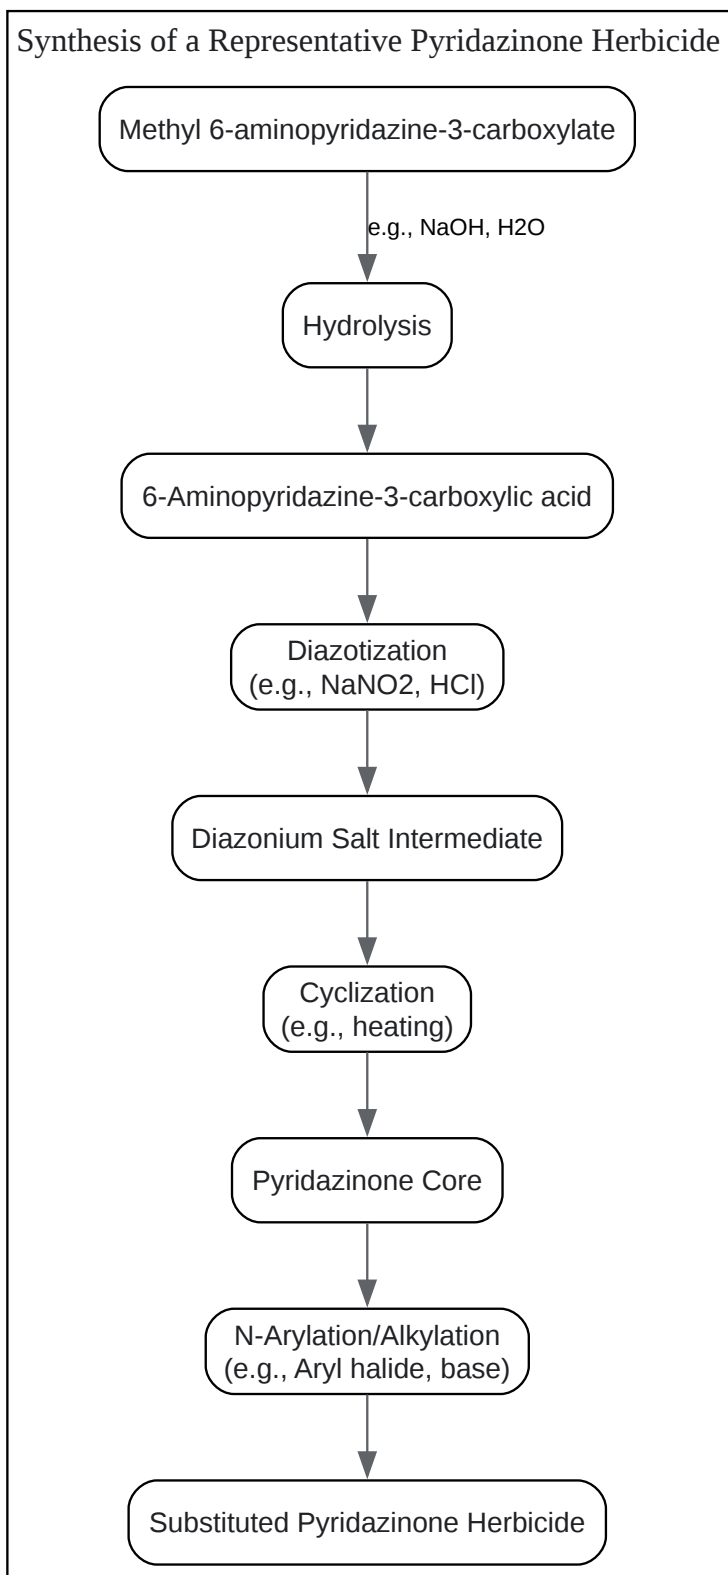 Synthesis of a Representative Pyridazinone Herbicide
Methyl 6-aminopyridazine-3-carboxylate
e.g., NaOH, H2O
Hydrolysis
6-Aminopyridazine-3-carboxylic acid
Diazotization
(e.g., NaNO2, HCl)
Diazonium Salt Intermediate
Cyclization
(e.g., heating)
Pyridazinone Core
N-Arylation/Alkylation
(e.g., Aryl halide, base)
Substituted Pyridazinone Herbicide